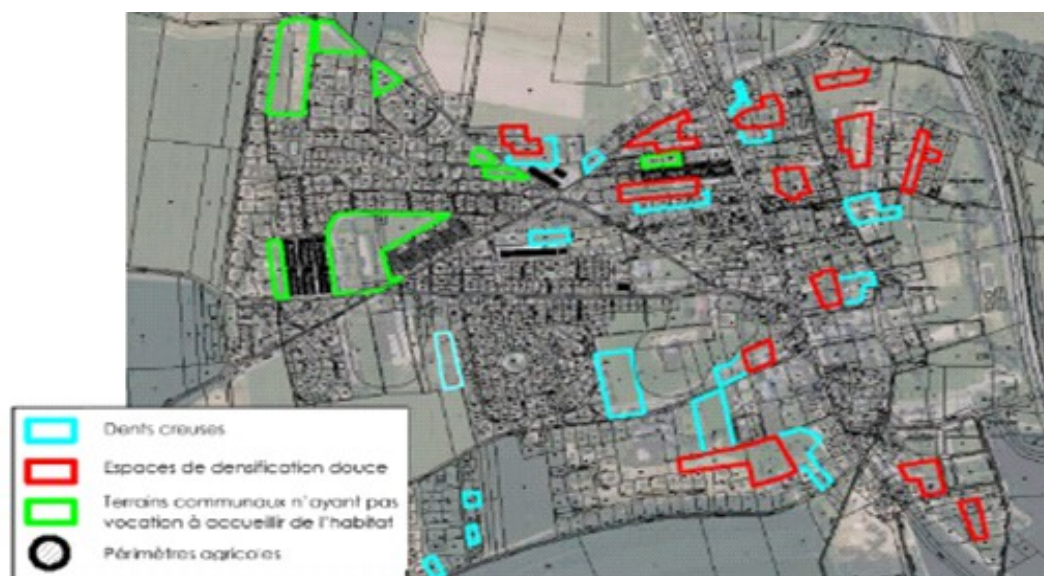 Dents creuses
Espaces de densification douce
Terrains communaux n'ayant pas
vocation à accueillir de l'habitat
Périmètres agricoles